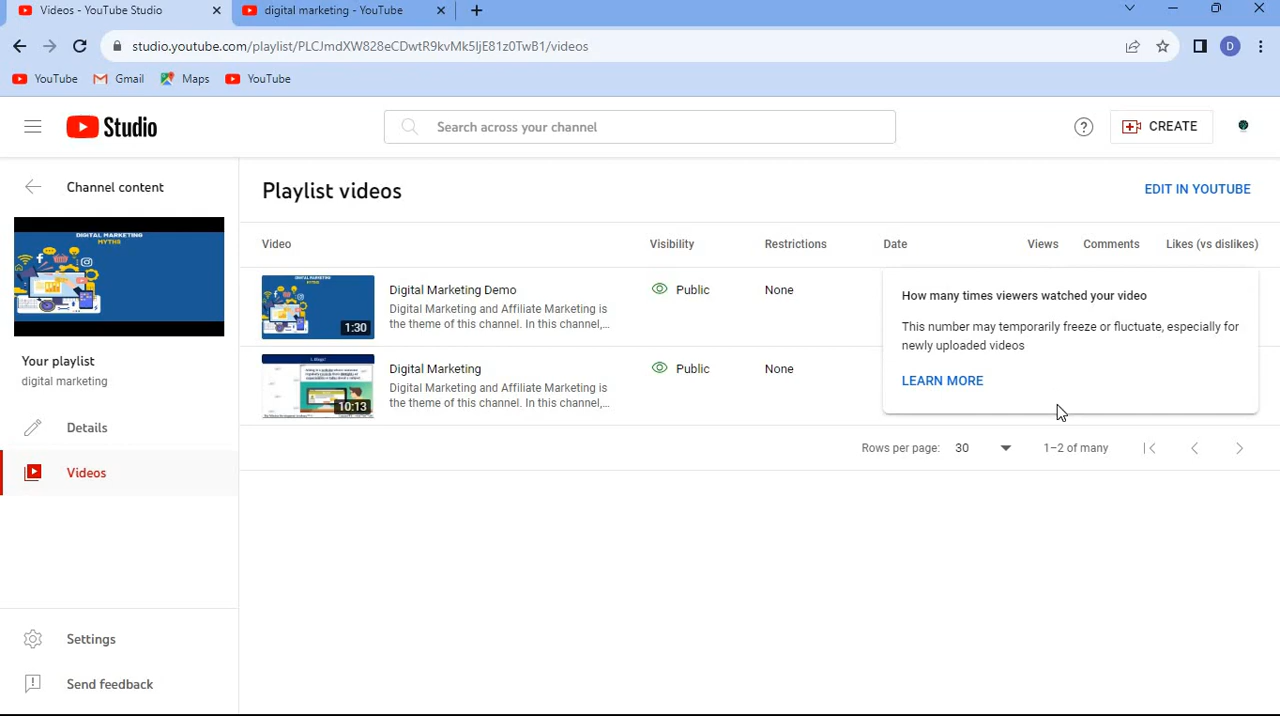 Videos - YouTube Studio
digital marketing - YouTube
studio.youtube.com/playlist/PLCJmdXW828eCDwtR9kvMk5IjE81z0TwB1/videos
D
YouTube
Gmail
Maps
YouTube
Studio
Search across your channel
CREATE
Channel content
Playlist videos
EDIT IN YOUTUBE
Video
Visibility
Restrictions
Date
Views
Comments
Likes (vs dislikes)
DIGITAL MARKETING
MYTHS
Your playlist
digital marketing
Details
Videos
1:30
Digital Marketing Demo
Digital Marketing and Affiliate Marketing is
the theme of this channel. In this channel,...
Public
None
How many times viewers watched your video
This number may temporarily freeze or fluctuate, especially for
newly uploaded videos
LEARN MORE
10:13
Digital Marketing
Digital Marketing and Affiliate Marketing is
the theme of this channel. In this channel,...
Public
None
Rows per page:
30
1–2 of many
Settings
Send feedback